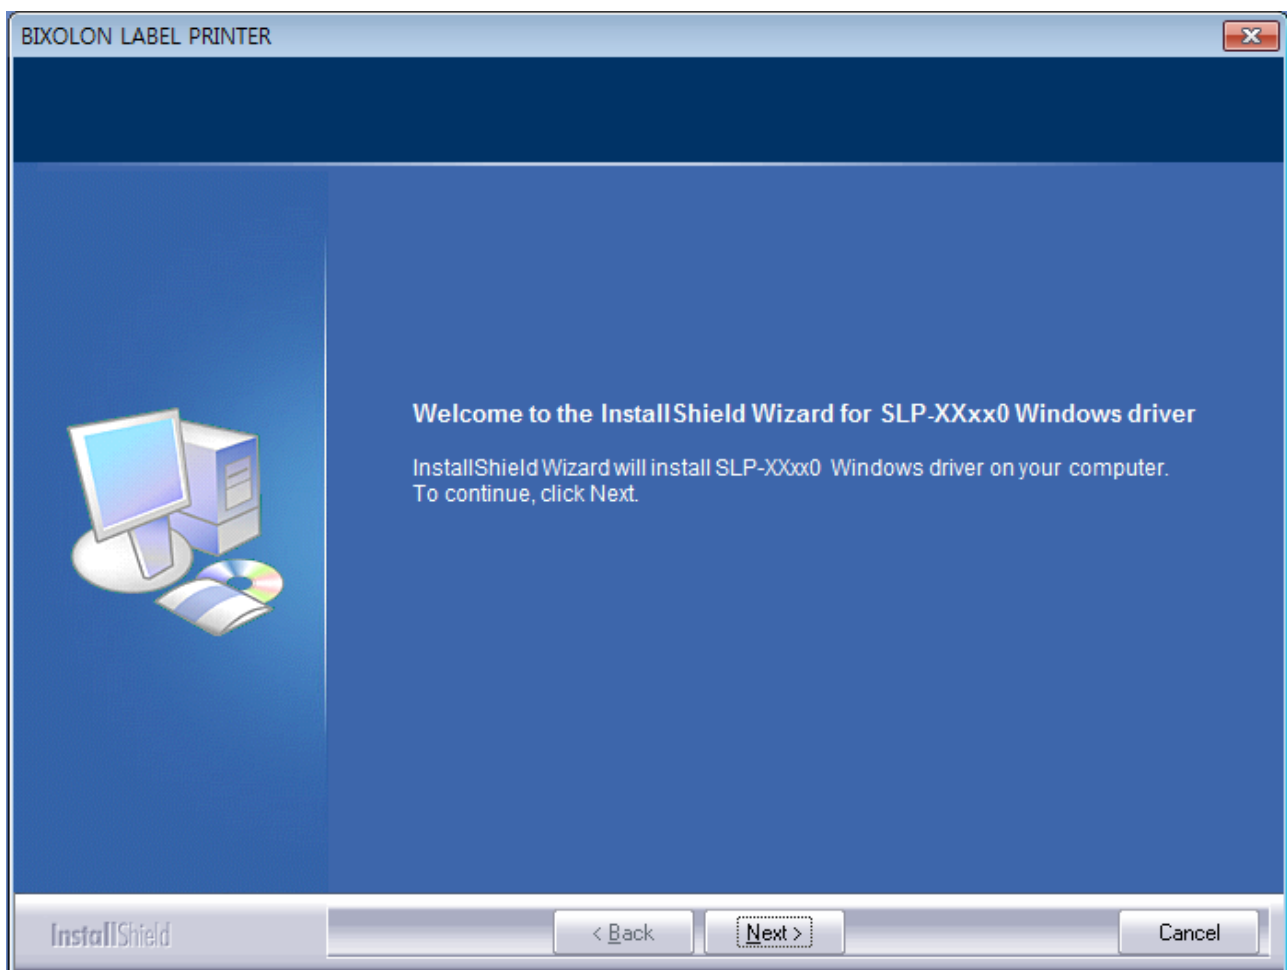 BIXOLON LABEL PRINTER
Welcome to the InstallShield Wizard for SLP-XXxx0 Windows driver
InstallShield Wizard will install SLP-XXxx0 Windows driver on your computer.
To continue, click Next.
InstallShield
< Back
Next >
Cancel